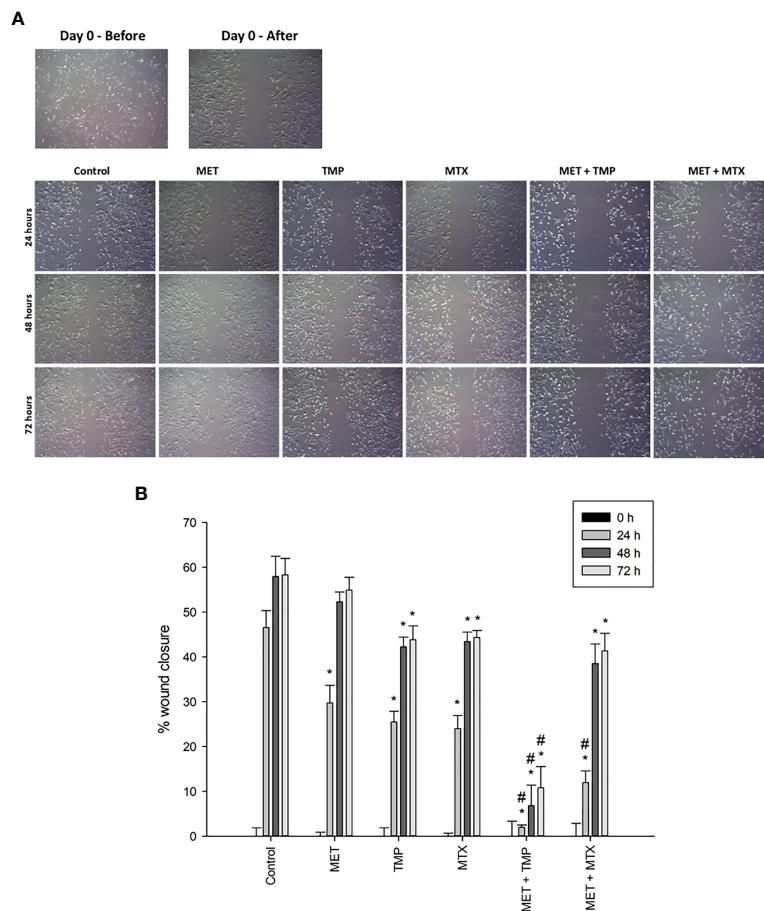 A
Day 0 - Before
Day 0 - After
Control
MET
TMP
MTX
MET + TMP
MET + MTX
24 hours
48 hours
72 hours
B
0 h
24 h
48 h
72 h
% wound closure
70
60
50
40
30
20
10
0
*
*
*
*
*
*
*
#
*
#
*
#
*
#
*
*
*
Control
MET
TMP
MTX
MET + TMP
MET + MTX